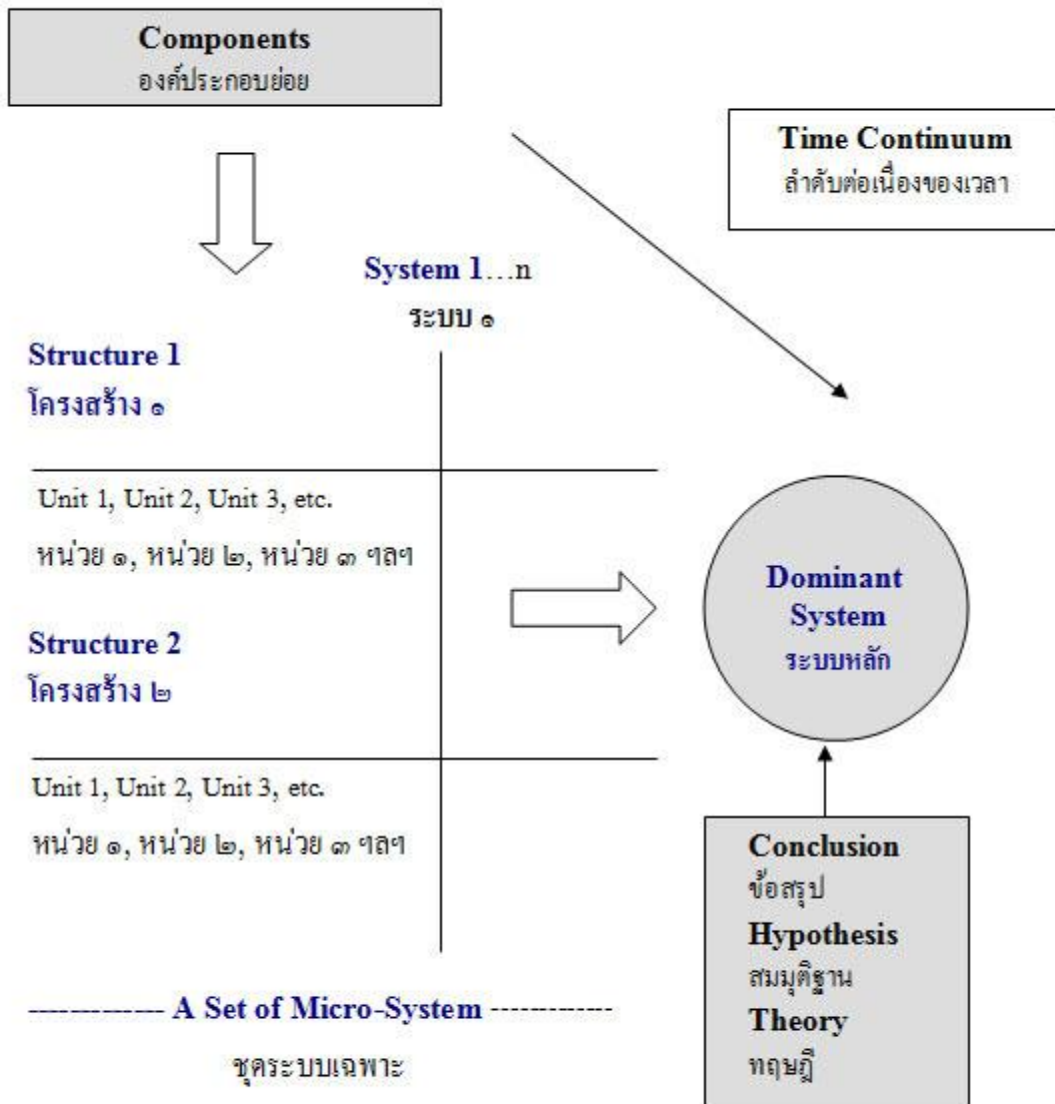 Components
องค์ประกอบย่อย
Time Continuum
ลำดับต่อเนื่องของเวลา
System 1…n
ระบบ ๑
Structure 1
โครงสร้าง ๑
Unit 1, Unit 2, Unit 3, etc.
หน่วย ๑, หน่วย ๒, หน่วย ๓ ฯลฯ
Dominant
System
ระบบหลัก
Structure 2
โครงสร้าง ๒
Unit 1, Unit 2, Unit 3, etc.
หน่วย ๑, หน่วย ๒, หน่วย ๓ ฯลฯ
Conclusion
ข้อสรุป
Hypothesis
สมมุติฐาน
Theory
ทฤษฎี
------------- A Set of Micro-System -------------
ชุดระบบเฉพาะ